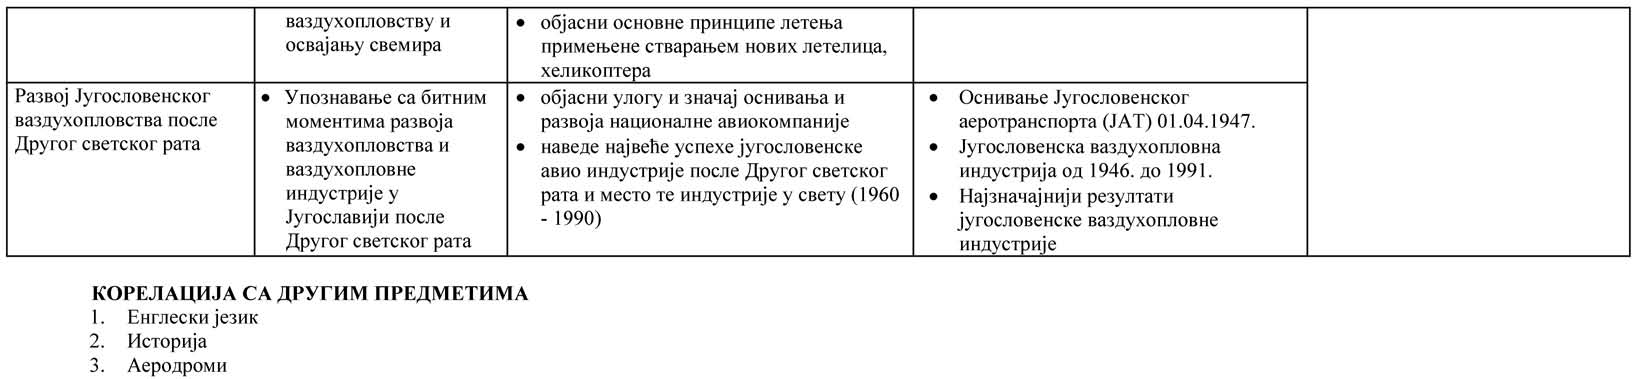 ваздухопловству и
освајању свемира
• објасни основне принципе летења
примењене стварањем нових летелица,
хеликоптера
Развој Југословенског
ваздухопловства после
Другог светског рата
• Упознавање са битним
моментима развоја
ваздухопловства и
ваздухопловне
индустрије у
Југославији после
Другог светског рата
• објасни улогу и значај оснивања и
развоја националне авиокомпаније
• наведе највеће успехе југословенске
авио индустрије после Другог светског
рата и место те индустрије у свету (1960
- 1990)
• Оснивање Југословенског
аеротранспорта (ЈАТ) 01.04.1947.
• Југословенска ваздухопловна
индустрија од 1946. до 1991.
• Најзначајнији резултати
југословенске ваздухопловне
индустрије
КОРЕЛАЦИЈА СА ДРУГИМ ПРЕДМЕТИМА
1. Енглески језик
2. Историја
3. Аеродроми